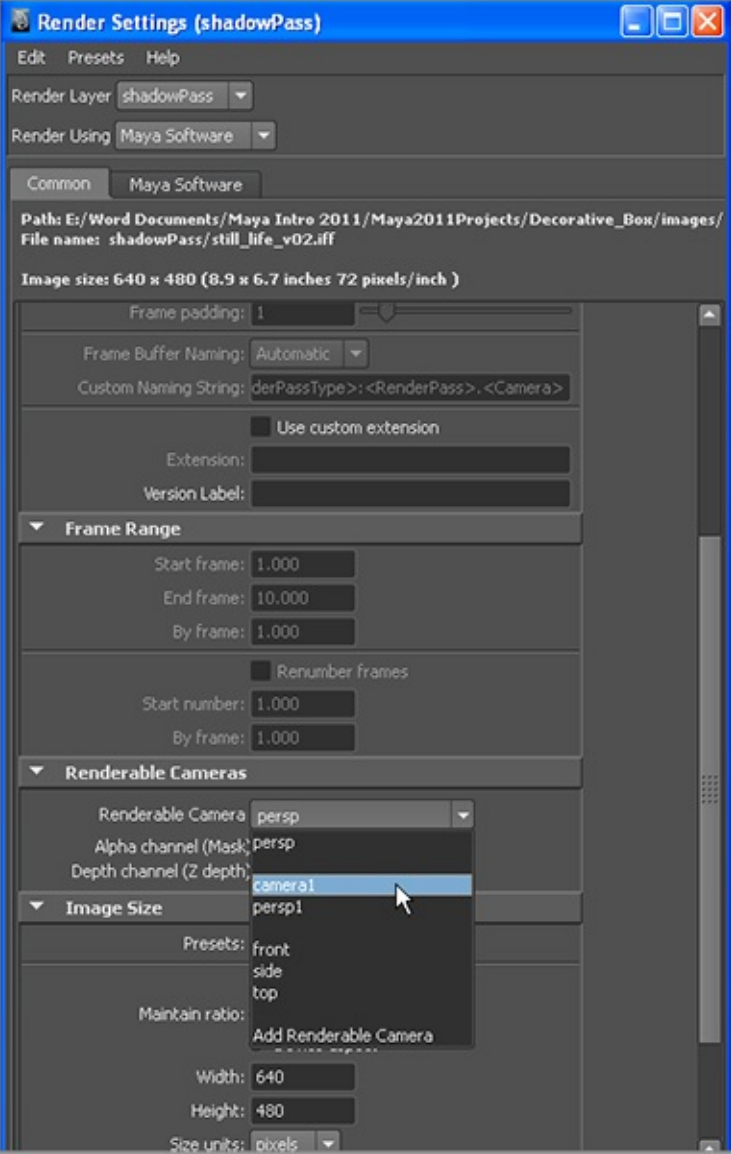 Render Settings (shadowPass)
Edit Presets Help
Render Layer shadowPass
Render Using Maya Software
Common Maya Software
Path: E:/Word Documents/Maya Intro 2011/Maya2011Projects/Decorative_Box/images/
File name: shadowPass/still_life_v02.iff
Image size: 640 x 480 (8.9 x 6.7 inches 72 pixels/inch )
Frame padding: 1
Frame Buffer Naming: Automatic
Custom Naming String: derPassType>:<RenderPass>.<Camera>
Use custom extension
Extension:
Version Label:
Frame Range
Start frame: 1.000
End frame: 10.000
By frame: 1.000
Renumber frames
Start number: 1.000
By frame: 1.000
Renderable Cameras
Renderable Camera persp
Alpha channel (Mask) persp
Depth channel (Z depth)
camera1
Image Size persp1
Presets: front
side
top
Maintain ratio:
Add Renderable Camera
Width: 640
Height: 480
Size units: pixels